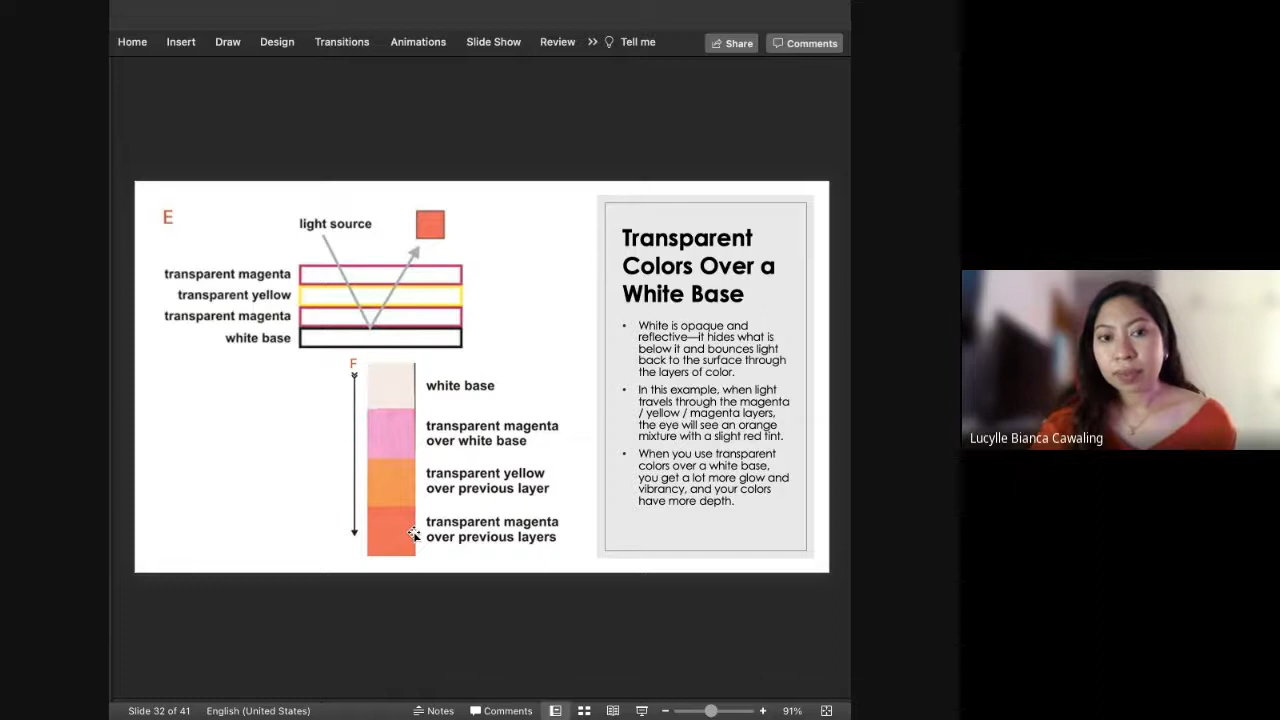 Home Insert Draw Design Transitions Animations Slide Show Review >> Tell me Share Comments
E
light source
transparent magenta
transparent yellow
transparent magenta
white base
F
white base
transparent magenta
over white base
transparent yellow
over previous layer
transparent magenta
over previous layers
Transparent
Colors Over a
White Base
• White is opaque and
reflective—it hides what is
below it and bounces light
back to the surface through
the layers of color.
• In this example, when light
travels through the magenta
/ yellow / magenta layers,
the eye will see an orange
mixture with a slight red tint.
• When you use transparent
colors over a white base,
you get a lot more glow and
vibrancy, and your colors
have more depth.
Lucylle Bianca Cawaling
Slide 32 of 41 English (United States) Notes Comments 91%